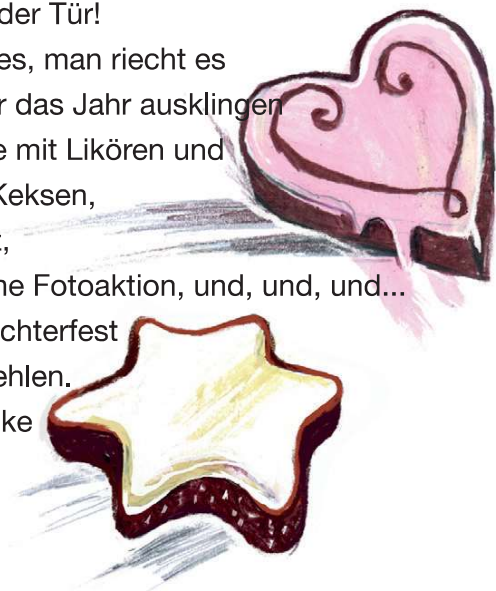 der Tür!
es, man riecht es
r das Jahr ausklingen
e mit Likören und
Keksen,
t,
ne Fotoaktion, und, und, und...
chterfest
ehlen.
ke